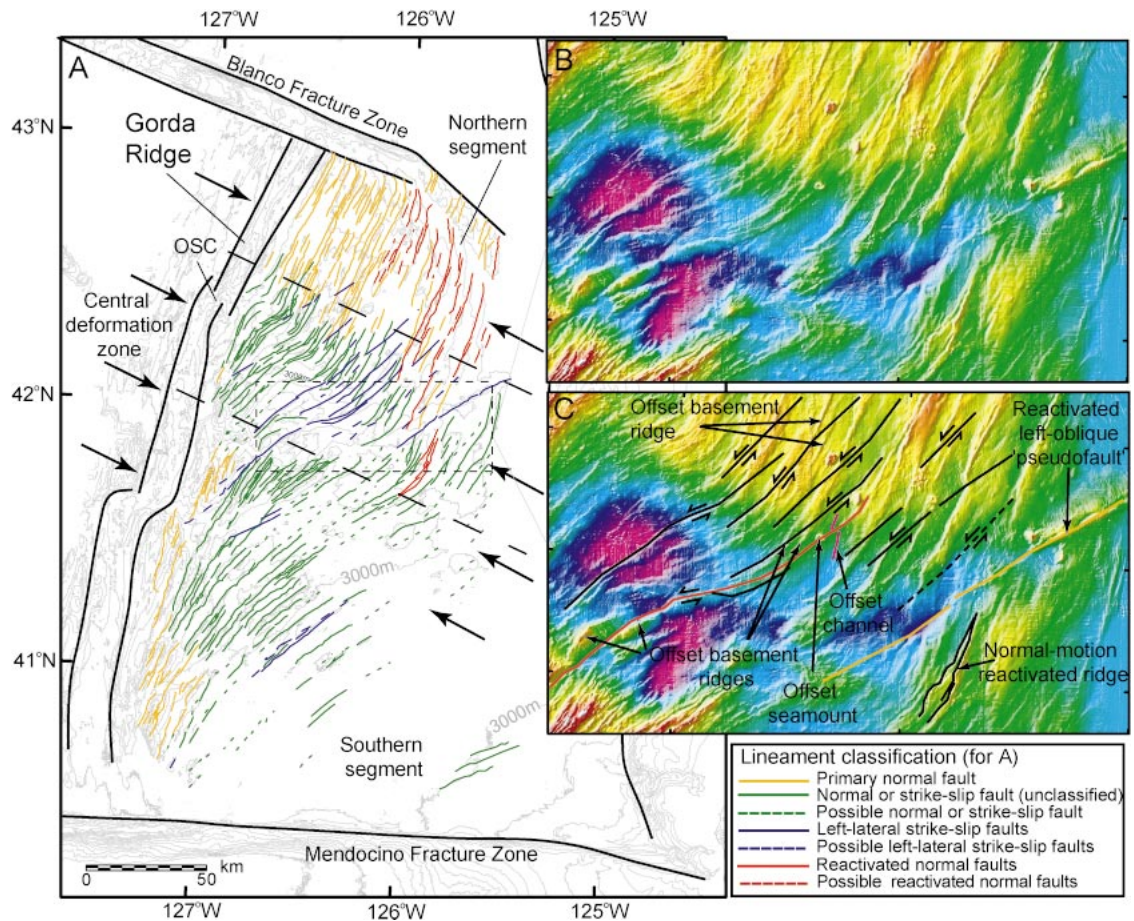 127°W
126°W
125°W
A
Blanco Fracture Zone
43°N
Gorda
Ridge
Northern
segment
OSC
Central
deformation
zone
3000m
42°N
3000m
41°N
3000m
Southern
segment
km
0 50
Mendocino Fracture Zone
127°W
126°W
125°W
B
C
Offset basement
ridge
Reactivated
left-oblique
'pseudofault'
Offset
channel
Offset basement
ridges
Offset
seamount
Normal-motion
reactivated ridge
Lineament classification (for A)
Primary normal fault
Normal or strike-slip fault (unclassified)
Possible normal or strike-slip fault
Left-lateral strike-slip faults
Possible left-lateral strike-slip faults
Reactivated normal faults
Possible reactivated normal faults